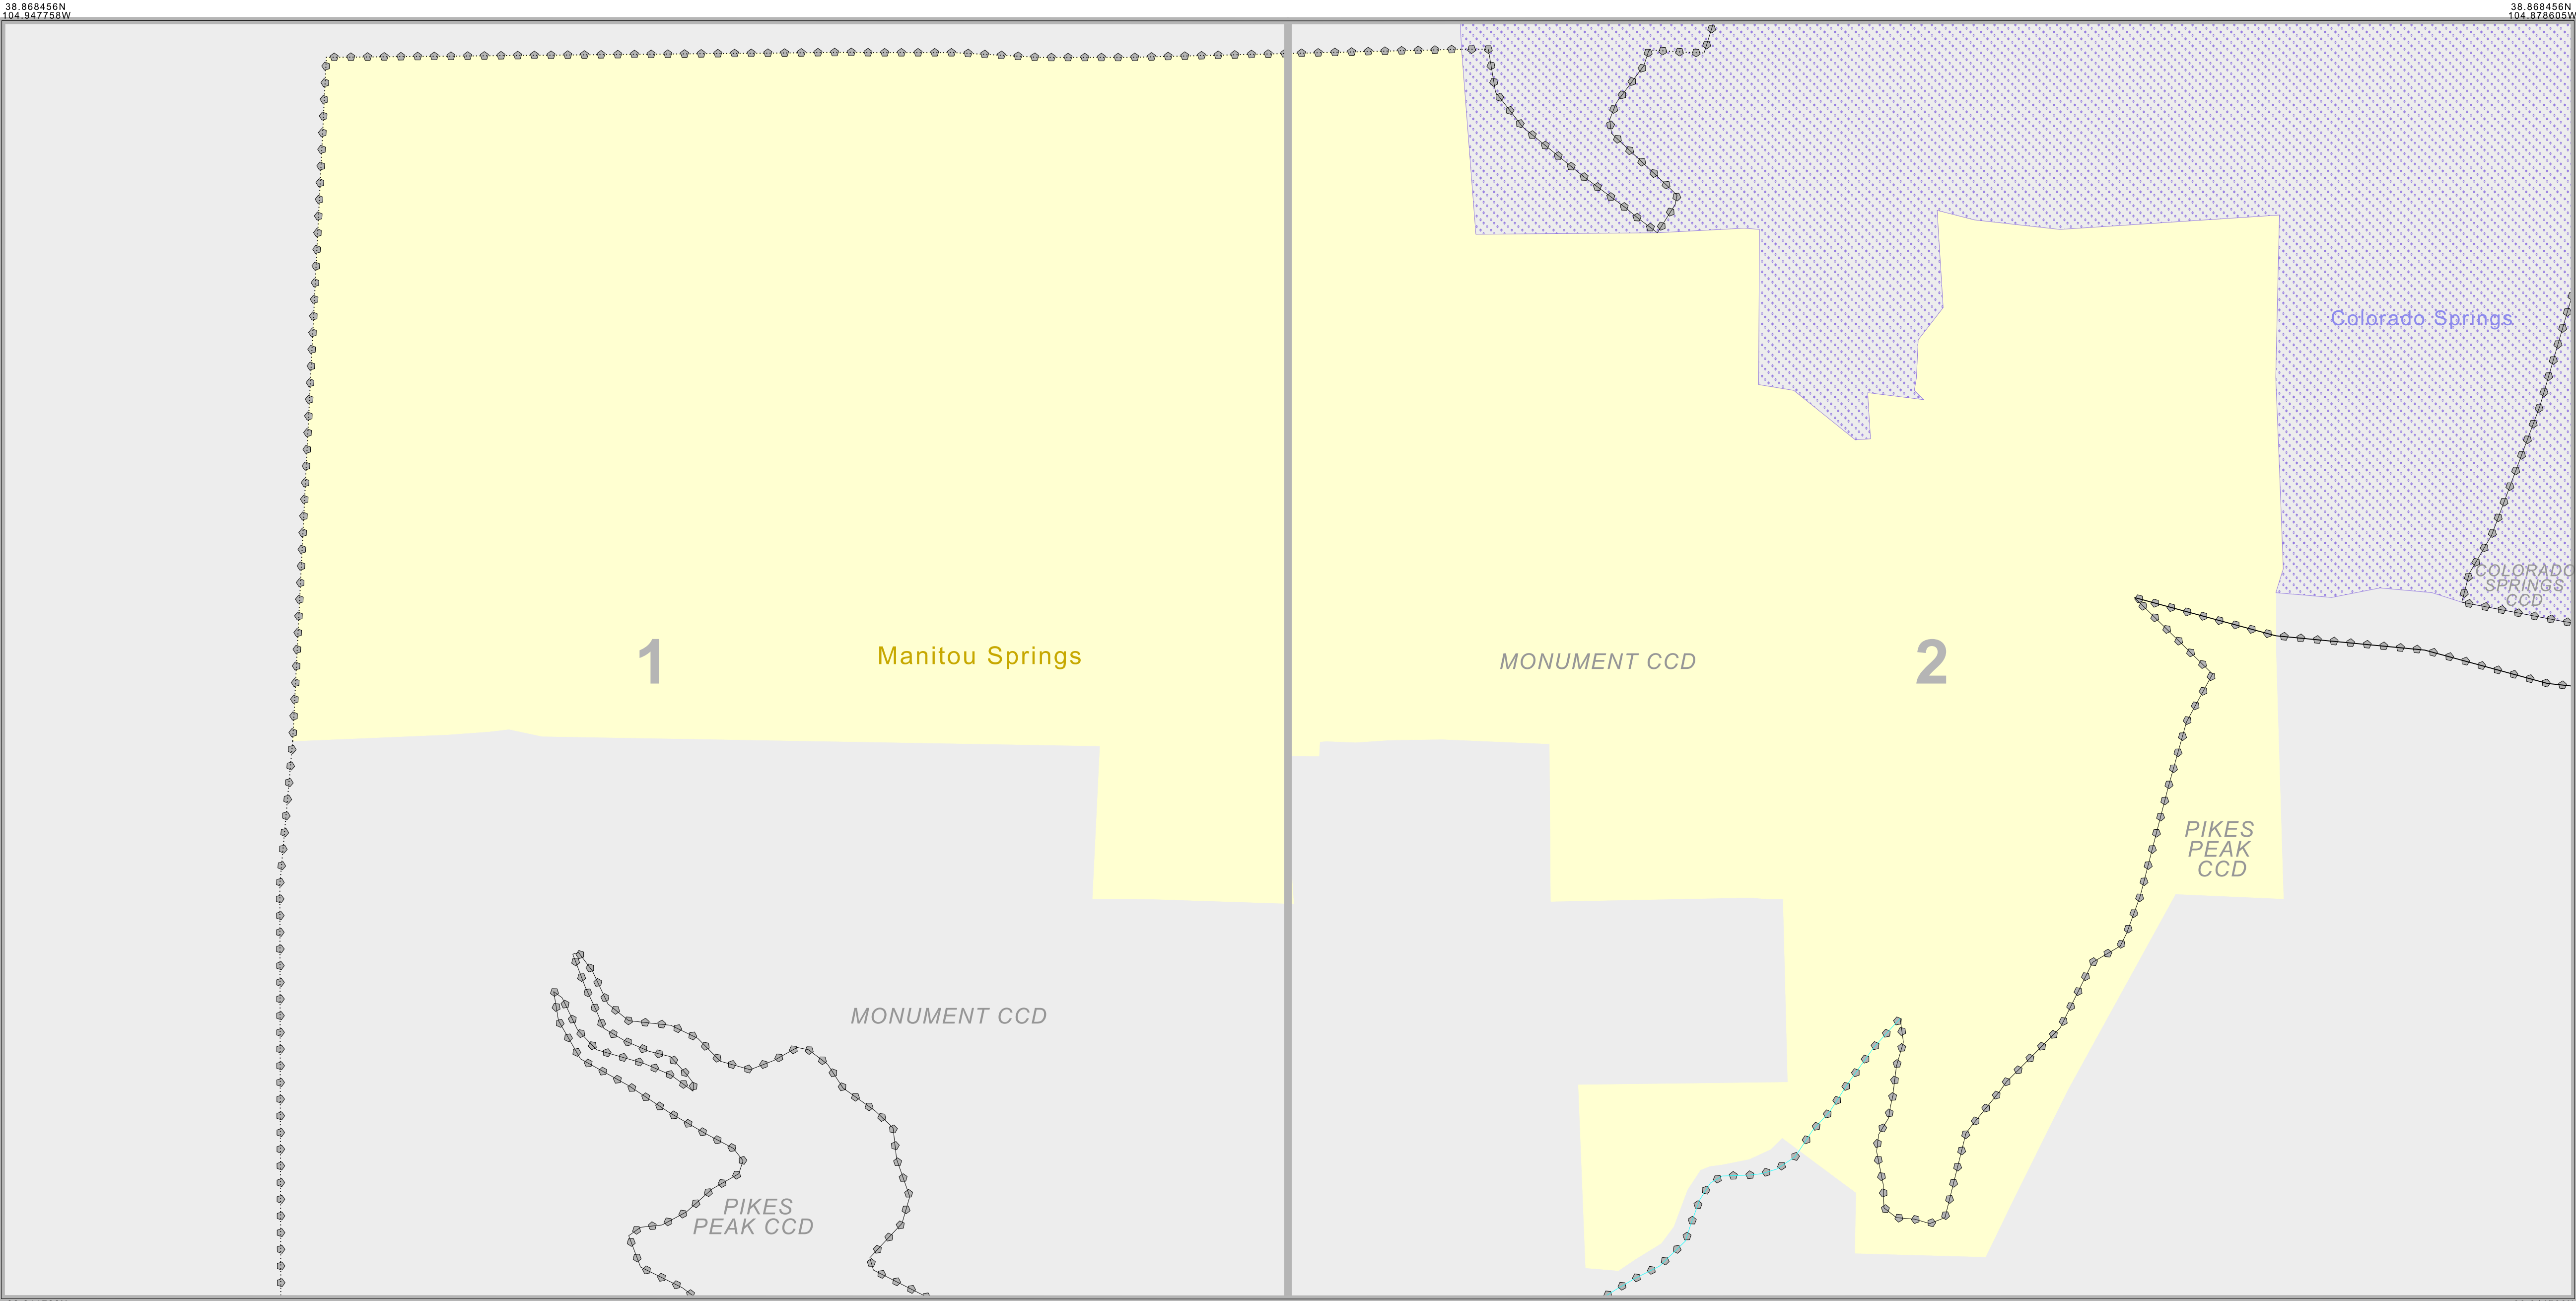 38.868456N
104.947758W
38.868456N
104.878605W
Colorado Springs
COLORADO
SPRINGS
CCD
1
Manitou Springs
MONUMENT CCD
2
PIKES
PEAK
CCD
MONUMENT CCD
PIKES
PEAK CCD